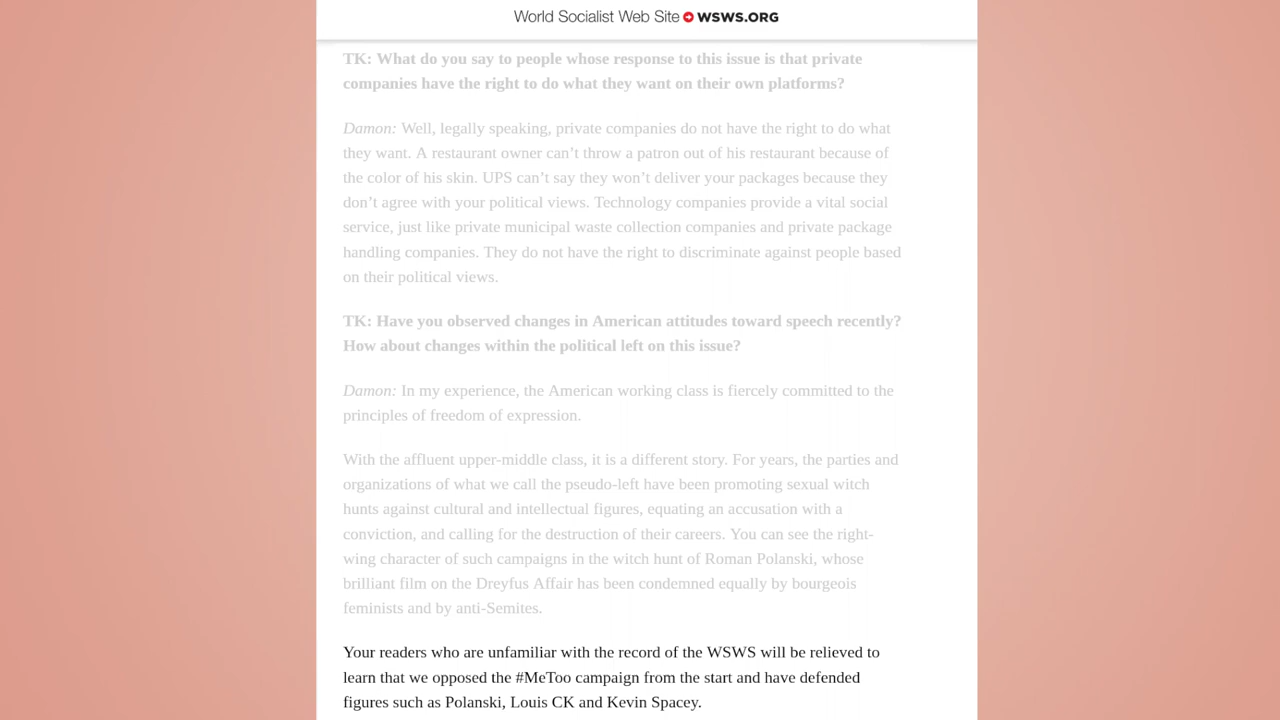 World Socialist Web Site WSWS.ORG
TK: What do you say to people whose response to this issue is that private
companies have the right to do what they want on their own platforms?
Damon: Well, legally speaking, private companies do not have the right to do what
they want. A restaurant owner can’t throw a patron out of his restaurant because of
the color of his skin. UPS can’t say they won’t deliver your packages because they
don’t agree with your political views. Technology companies provide a vital social
service, just like private municipal waste collection companies and private package
handling companies. They do not have the right to discriminate against people based
on their political views.
TK: Have you observed changes in American attitudes toward speech recently?
How about changes within the political left on this issue?
Damon: In my experience, the American working class is fiercely committed to the
principles of freedom of expression.
With the affluent upper-middle class, it is a different story. For years, the parties and
organizations of what we call the pseudo-left have been promoting sexual witch
hunts against cultural and intellectual figures, equating an accusation with a
conviction, and calling for the destruction of their careers. You can see the right-
wing character of such campaigns in the witch hunt of Roman Polanski, whose
brilliant film on the Dreyfus Affair has been condemned equally by bourgeois
feminists and by anti-Semites.
Your readers who are unfamiliar with the record of the WSWS will be relieved to
learn that we opposed the #MeToo campaign from the start and have defended
figures such as Polanski, Louis CK and Kevin Spacey.